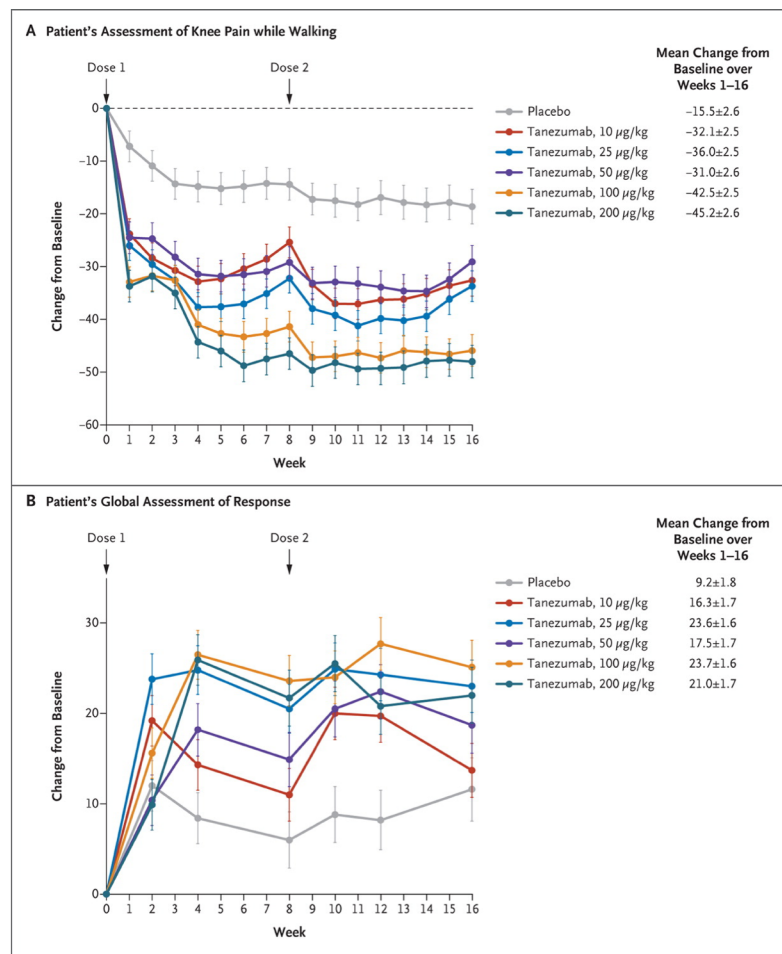 A Patient's Assessment of Knee Pain while Walking
Mean Change from
Baseline over
Weeks 1–16
Dose 1
Dose 2
Placebo –15.5±2.6
Tanezumab, 10 µg/kg –32.1±2.5
Tanezumab, 25 µg/kg –36.0±2.5
Tanezumab, 50 µg/kg –31.0±2.6
Tanezumab, 100 µg/kg –42.5±2.5
Tanezumab, 200 µg/kg –45.2±2.6
Change from Baseline
0
–10
–20
–30
–40
–50
–60
0 1 2 3 4 5 6 7 8 9 10 11 12 13 14 15 16
Week
B Patient's Global Assessment of Response
Mean Change from
Baseline over
Weeks 1–16
Dose 1
Dose 2
Placebo 9.2±1.8
Tanezumab, 10 µg/kg 16.3±1.7
Tanezumab, 25 µg/kg 23.6±1.6
Tanezumab, 50 µg/kg 17.5±1.7
Tanezumab, 100 µg/kg 23.7±1.6
Tanezumab, 200 µg/kg 21.0±1.7
Change from Baseline
30
20
10
0
0 1 2 3 4 5 6 7 8 9 10 11 12 13 14 15 16
Week